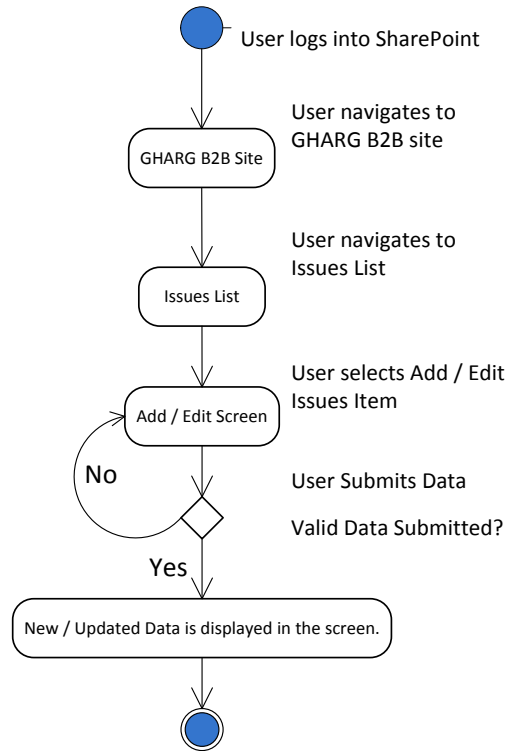 User logs into SharePoint
User navigates to
GHARG B2B site
GHARG B2B Site
User navigates to
Issues List
Issues List
User selects Add / Edit
Issues Item
Add / Edit Screen
No
User Submits Data
Valid Data Submitted?
Yes
New / Updated Data is displayed in the screen.